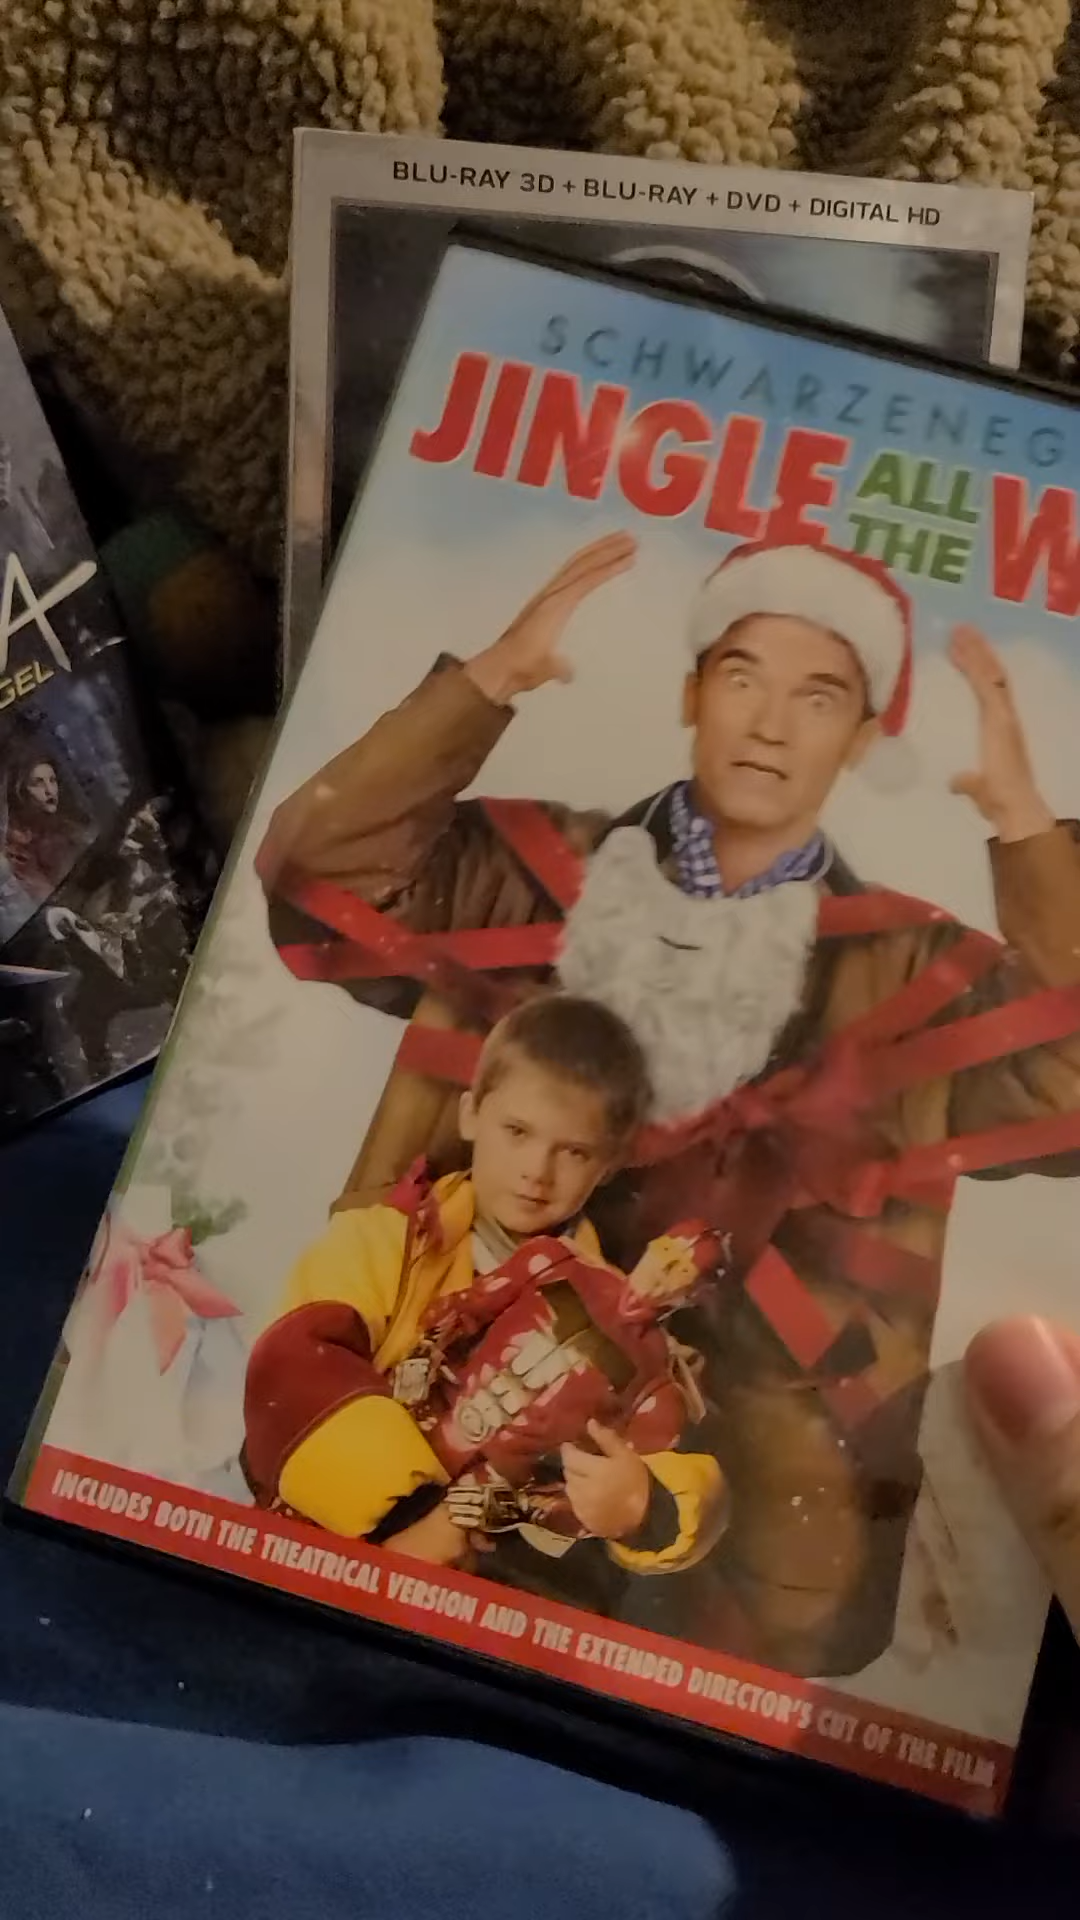 BLU-RAY 3D + BLU-RAY + DVD + DIGITAL HD
SCHWARZENEG
JINGLE ALL THE W
A
GEL
INCLUDES BOTH THE THEATRICAL VERSION AND THE EXTENDED DIRECTOR'S CUT OF THE FILM